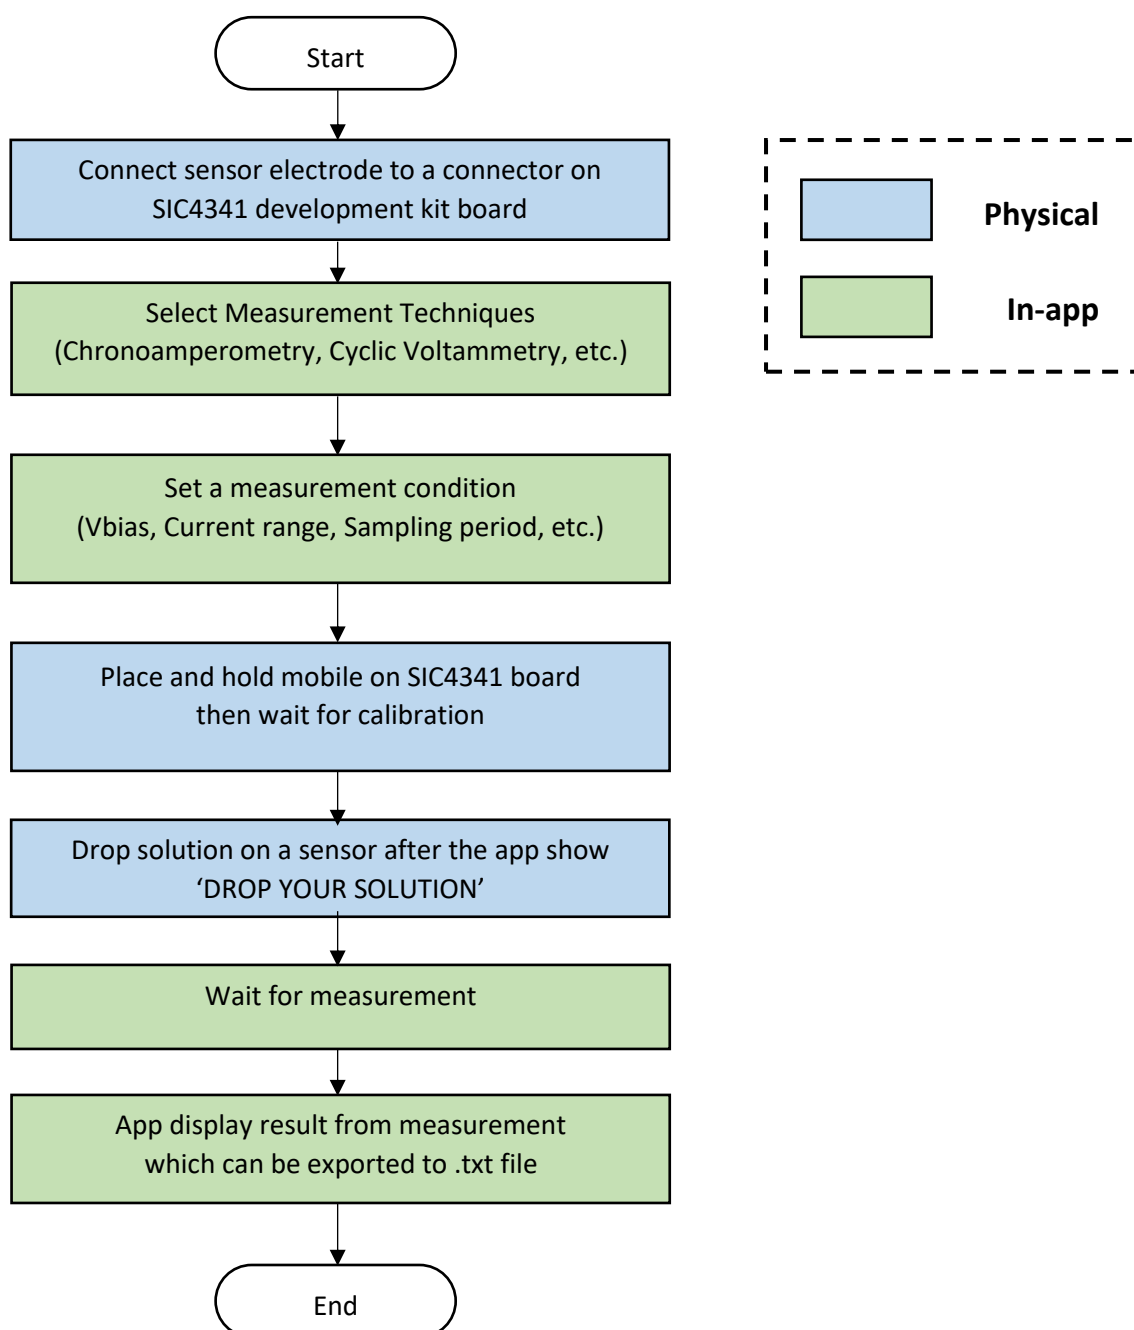 Start
Connect sensor electrode to a connector on
SIC4341 development kit board
Select Measurement Techniques
(Chronoamperometry, Cyclic Voltammetry, etc.)
Set a measurement condition
(Vbias, Current range, Sampling period, etc.)
Place and hold mobile on SIC4341 board
then wait for calibration
Drop solution on a sensor after the app show
‘DROP YOUR SOLUTION’
Wait for measurement
App display result from measurement
which can be exported to .txt file
End
Physical
In-app